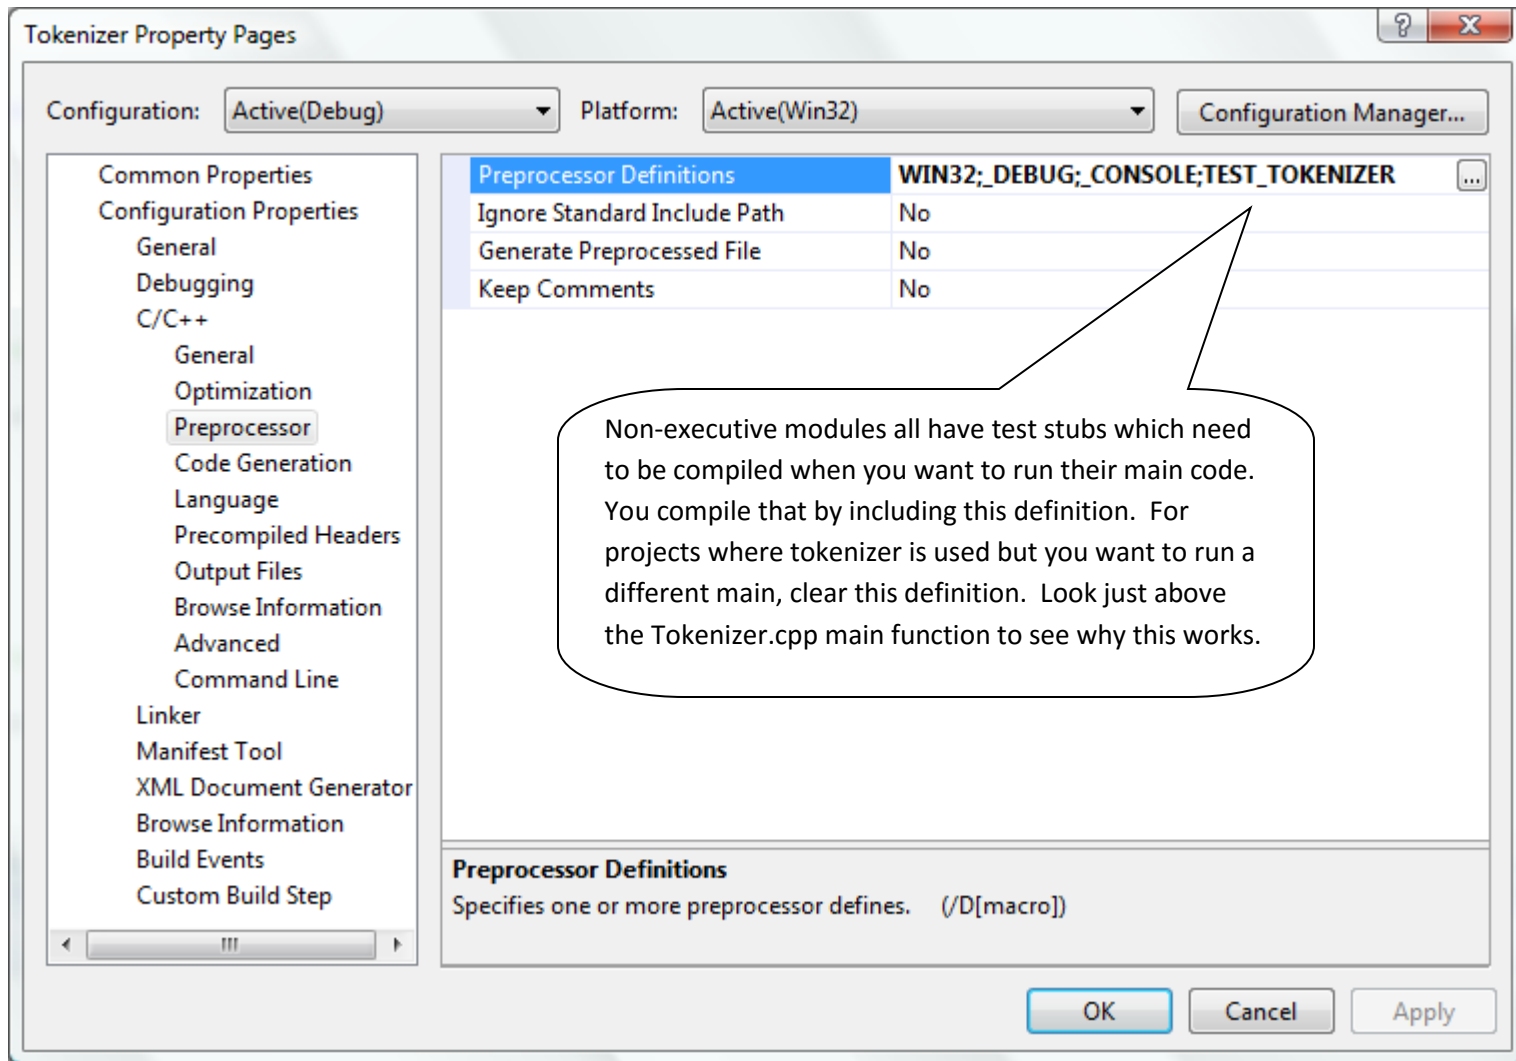 Tokenizer Property Pages
?
X
Configuration: Active(Debug) Platform: Active(Win32) Configuration Manager...
Common Properties
Configuration Properties
General
Debugging
C/C++
General
Optimization
Preprocessor
Code Generation
Language
Precompiled Headers
Output Files
Browse Information
Advanced
Command Line
Linker
Manifest Tool
XML Document Generator
Browse Information
Build Events
Custom Build Step
Preprocessor Definitions WIN32;_DEBUG;_CONSOLE;TEST_TOKENIZER ...
Ignore Standard Include Path No
Generate Preprocessed File No
Keep Comments No
Non-executive modules all have test stubs which need
to be compiled when you want to run their main code.
You compile that by including this definition.  For
projects where tokenizer is used but you want to run a
different main, clear this definition.  Look just above
the Tokenizer.cpp main function to see why this works.
Preprocessor Definitions
Specifies one or more preprocessor defines.     (/D[macro])
OK Cancel Apply